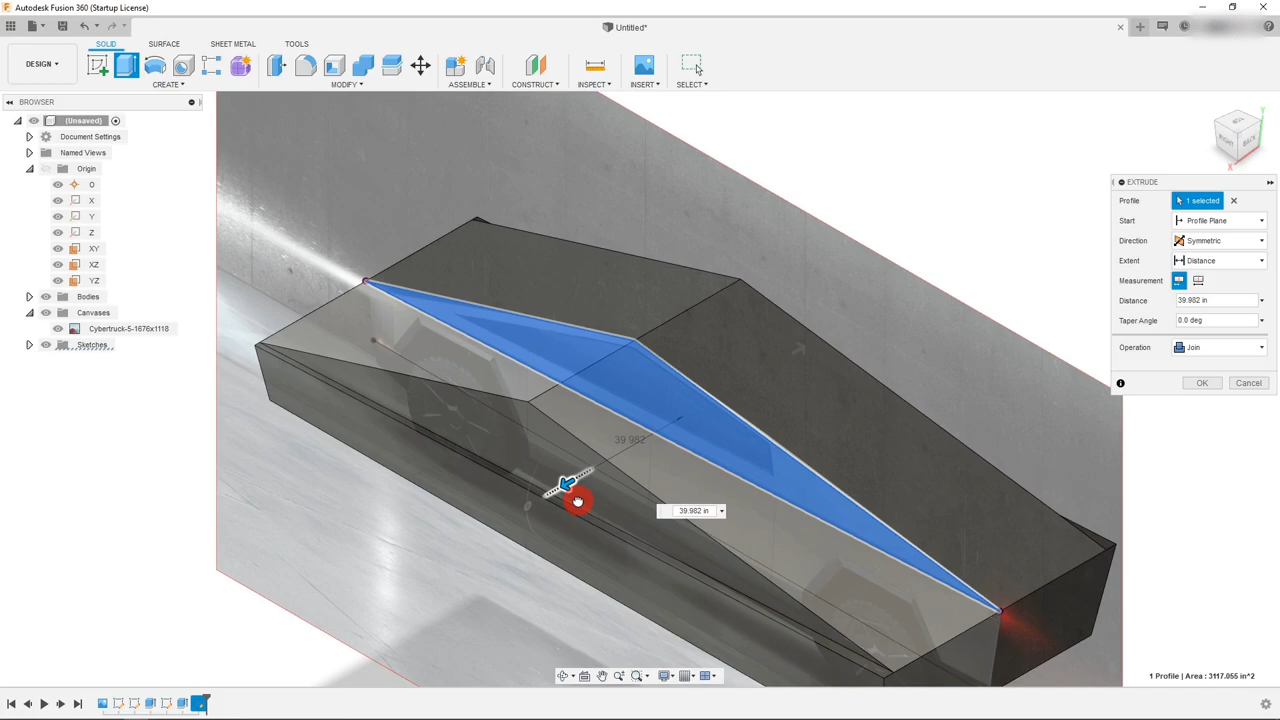 Autodesk Fusion 360 (Startup License)
Untitled*
SOLID SURFACE SHEET METAL TOOLS
DESIGN
CREATE MODIFY ASSEMBLE CONSTRUCT INSPECT INSERT SELECT
BROWSER
(Unsaved)
Document Settings
Named Views
Origin
O
X
Y
Z
XY
XZ
YZ
Bodies
Canvases
Cybertruck-5-1676x1118
Sketches
Y
RIGHT BACK
X
EXTRUDE
Profile 1 selected
Start Profile Plane
Direction Symmetric
Extent Distance
Measurement
Distance 39.982 in
Taper Angle 0.0 deg
Operation Join
OK Cancel
39.982
39.982 in
1 Profile | Area : 3117.055 in^2